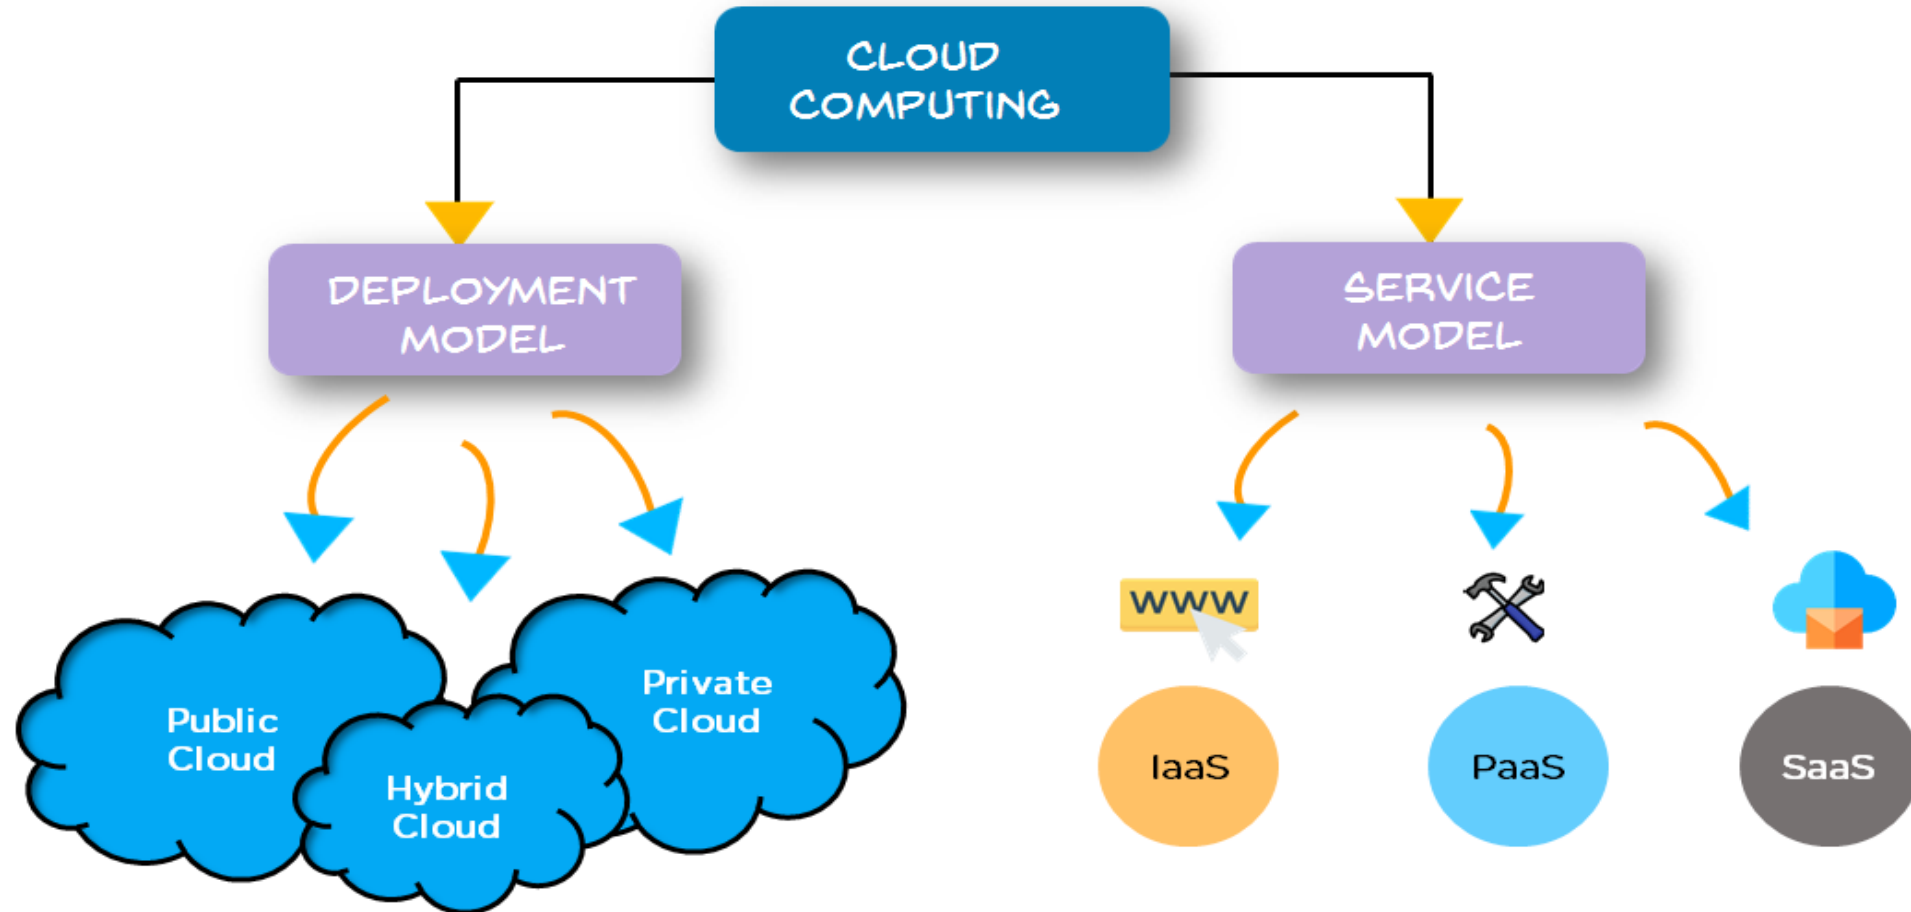 CLOUD
COMPUTING
DEPLOYMENT
MODEL
SERVICE
MODEL
Public
Cloud
Hybrid
Cloud
Private
Cloud
WWW
IaaS
PaaS
SaaS